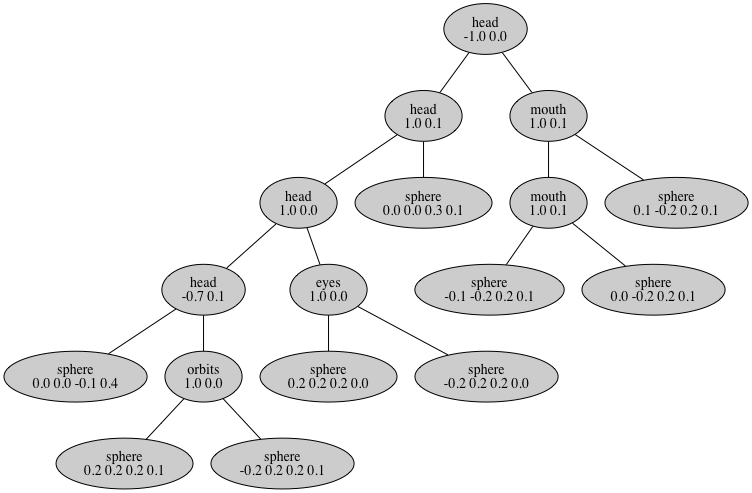 head
-1.0 0.0
head
1.0 0.1
mouth
1.0 0.1
head
1.0 0.0
sphere
0.0 0.0 0.3 0.1
mouth
1.0 0.1
sphere
0.1 -0.2 0.2 0.1
head
-0.7 0.1
eyes
1.0 0.0
sphere
-0.1 -0.2 0.2 0.1
sphere
0.0 -0.2 0.2 0.1
sphere
0.0 0.0 -0.1 0.4
orbits
1.0 0.0
sphere
0.2 0.2 0.2 0.0
sphere
-0.2 0.2 0.2 0.0
sphere
0.2 0.2 0.2 0.1
sphere
-0.2 0.2 0.2 0.1